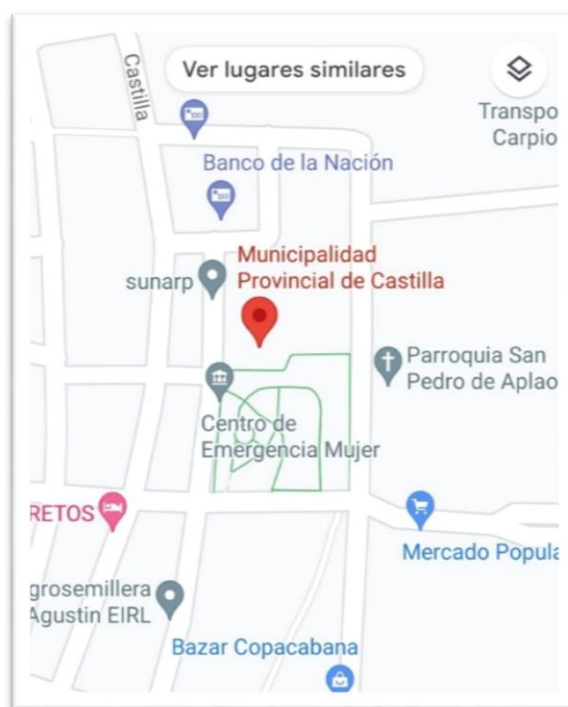 Ver lugares similares
Castilla
Transpo
Carpio
Banco de la Nación
Municipalidad
Provincial de Castilla
sunarp
Parroquia San
Pedro de Aplao
Centro de
Emergencia Mujer
RETOS
Mercado Popula
grosemillera
Agustin EIRL
Bazar Copacabana